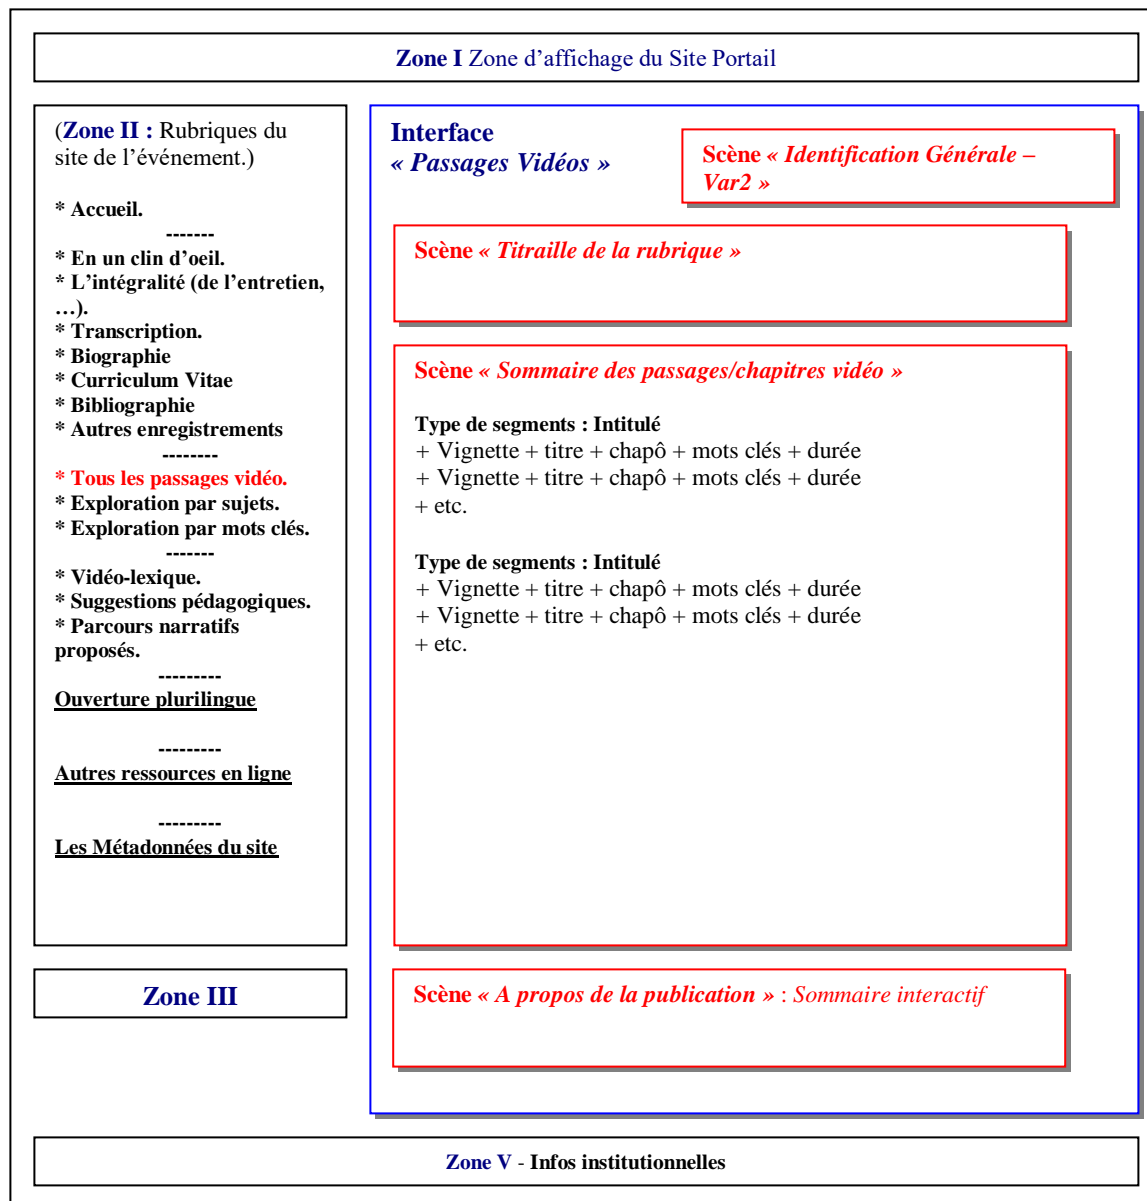 Zone I Zone d’affichage du Site Portail
(Zone II : Rubriques du
site de l’événement.)
* Accueil.
-------
* En un clin d’oeil.
* L’intégralité (de l’entretien,
…).
* Transcription.
* Biographie
* Curriculum Vitae
* Bibliographie
* Autres enregistrements
--------
* Tous les passages vidéo.
* Exploration par sujets.
* Exploration par mots clés.
-------
* Vidéo-lexique.
* Suggestions pédagogiques.
* Parcours narratifs
proposés.
---------
Ouverture plurilingue
---------
Autres ressources en ligne
---------
Les Métadonnées du site
Zone III
Interface
« Passages Vidéos »
Scène « Identification Générale –
Var2 »
Scène « Titraille de la rubrique »
Scène « Sommaire des passages/chapitres vidéo »
Type de segments : Intitulé
+ Vignette + titre + chapô + mots clés + durée
+ Vignette + titre + chapô + mots clés + durée
+ etc.
Type de segments : Intitulé
+ Vignette + titre + chapô + mots clés + durée
+ Vignette + titre + chapô + mots clés + durée
+ etc.
Scène « A propos de la publication » : Sommaire interactif
Zone V - Infos institutionnelles